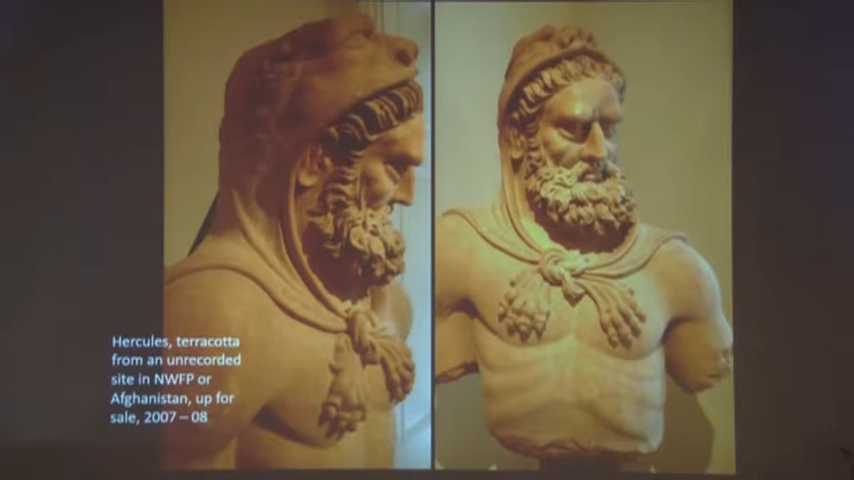 Hercules, terracotta
from an unrecorded
site in NWFP or
Afghanistan, up for
sale, 2007 – 08